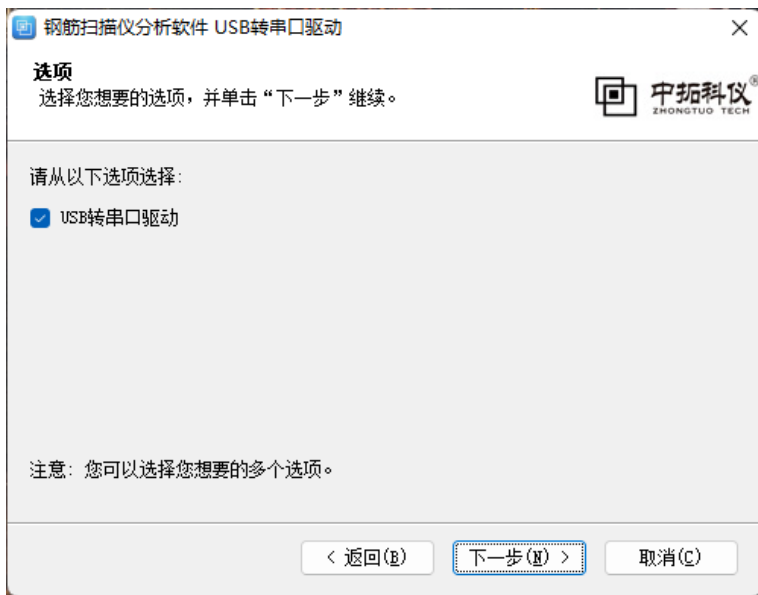 钢筋扫描仪分析软件 USB转串口驱动
选项
选择您想要的选项，并单击“下一步”继续。
中拓科仪®
ZHONGTUO TECH
请从以下选项选择:
USB转串口驱动
注意: 您可以选择您想要的多个选项。
< 返回(B)
下一步(N) >
取消(C)